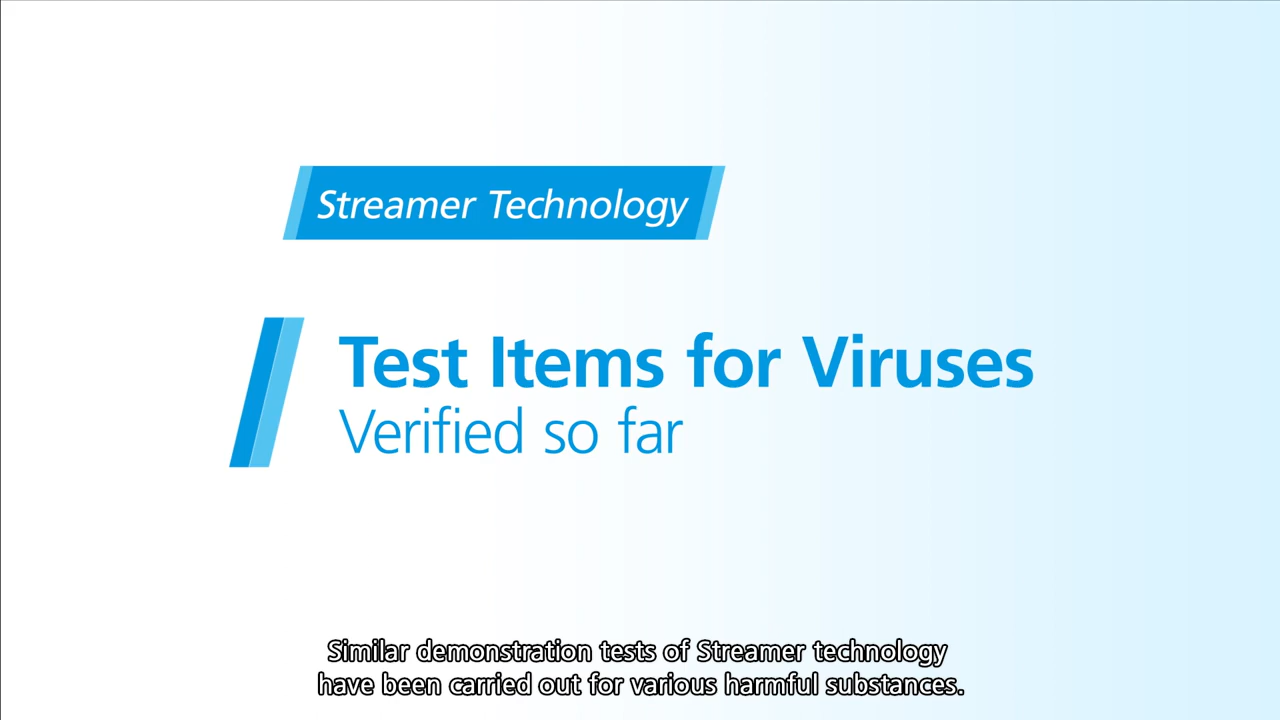 Streamer Technology
Test Items for Viruses
Verified so far
Similar demonstration tests of Streamer technology
have been carried out for various harmful substances.